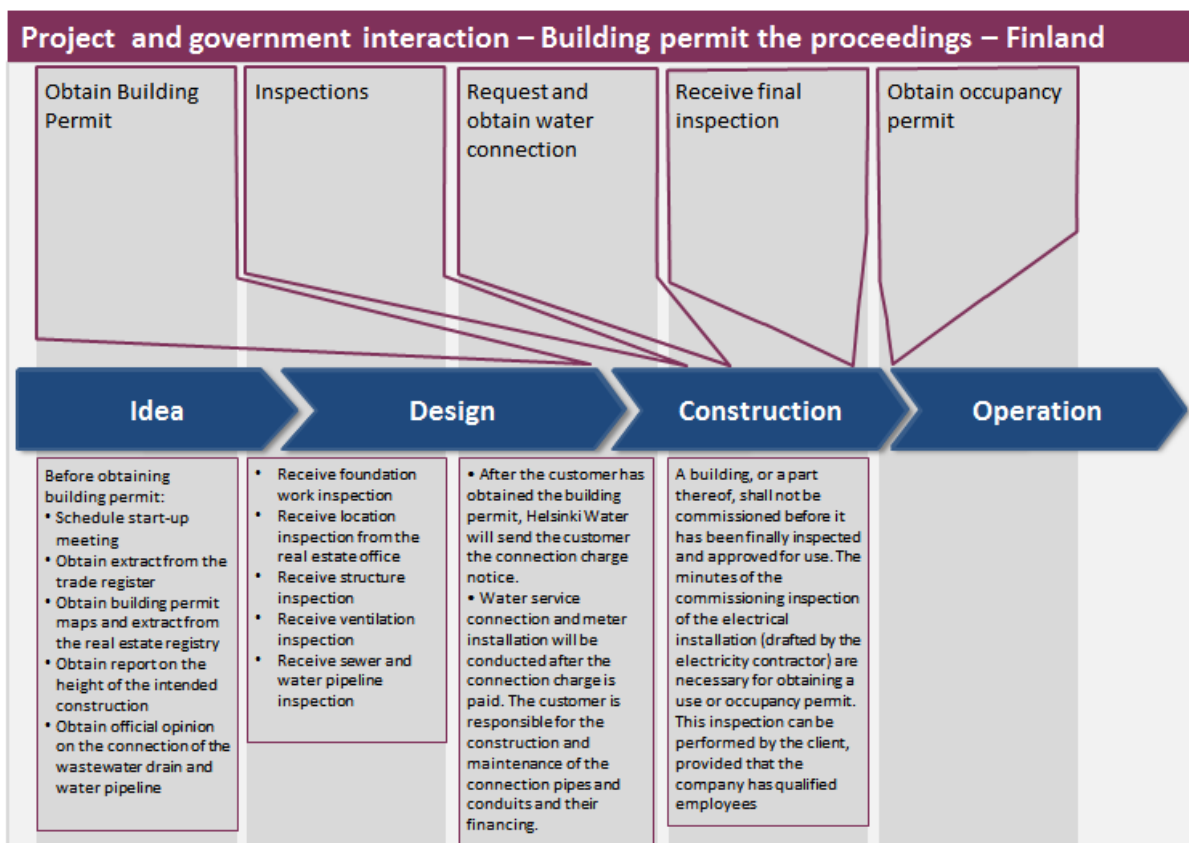 Project and government interaction – Building permit the proceedings – Finland
Obtain Building
Permit
Inspections
Request and
obtain water
connection
Receive final
inspection
Obtain occupancy
permit
Idea
Design
Construction
Operation
Before obtaining
building permit:
• Schedule start-up
meeting
• Obtain extract from the
trade register
• Obtain building permit
maps and extract from
the real estate registry
• Obtain report on the
height of the intended
construction
• Obtain official opinion
on the connection of the
wastewater drain and
water pipeline
• Receive foundation
work inspection
• Receive location
inspection from the
real estate office
• Receive structure
inspection
• Receive ventilation
inspection
• Receive sewer and
water pipeline
inspection
• After the customer has
obtained the building
permit, Helsinki Water
will send the customer
the connection charge
notice.
• Water service
connection and meter
installation will be
conducted after the
connection charge is
paid. The customer is
responsible for the
construction and
maintenance of the
connection pipes and
conduits and their
financing.
A building, or a part
thereof, shall not be
commissioned before it
has been finally inspected
and approved for use. The
minutes of the
commissioning inspection
of the electrical
installation (drafted by the
electricity contractor) are
necessary for obtaining a
use or occupancy permit.
This inspection can be
performed by the client,
provided that the
company has qualified
employees